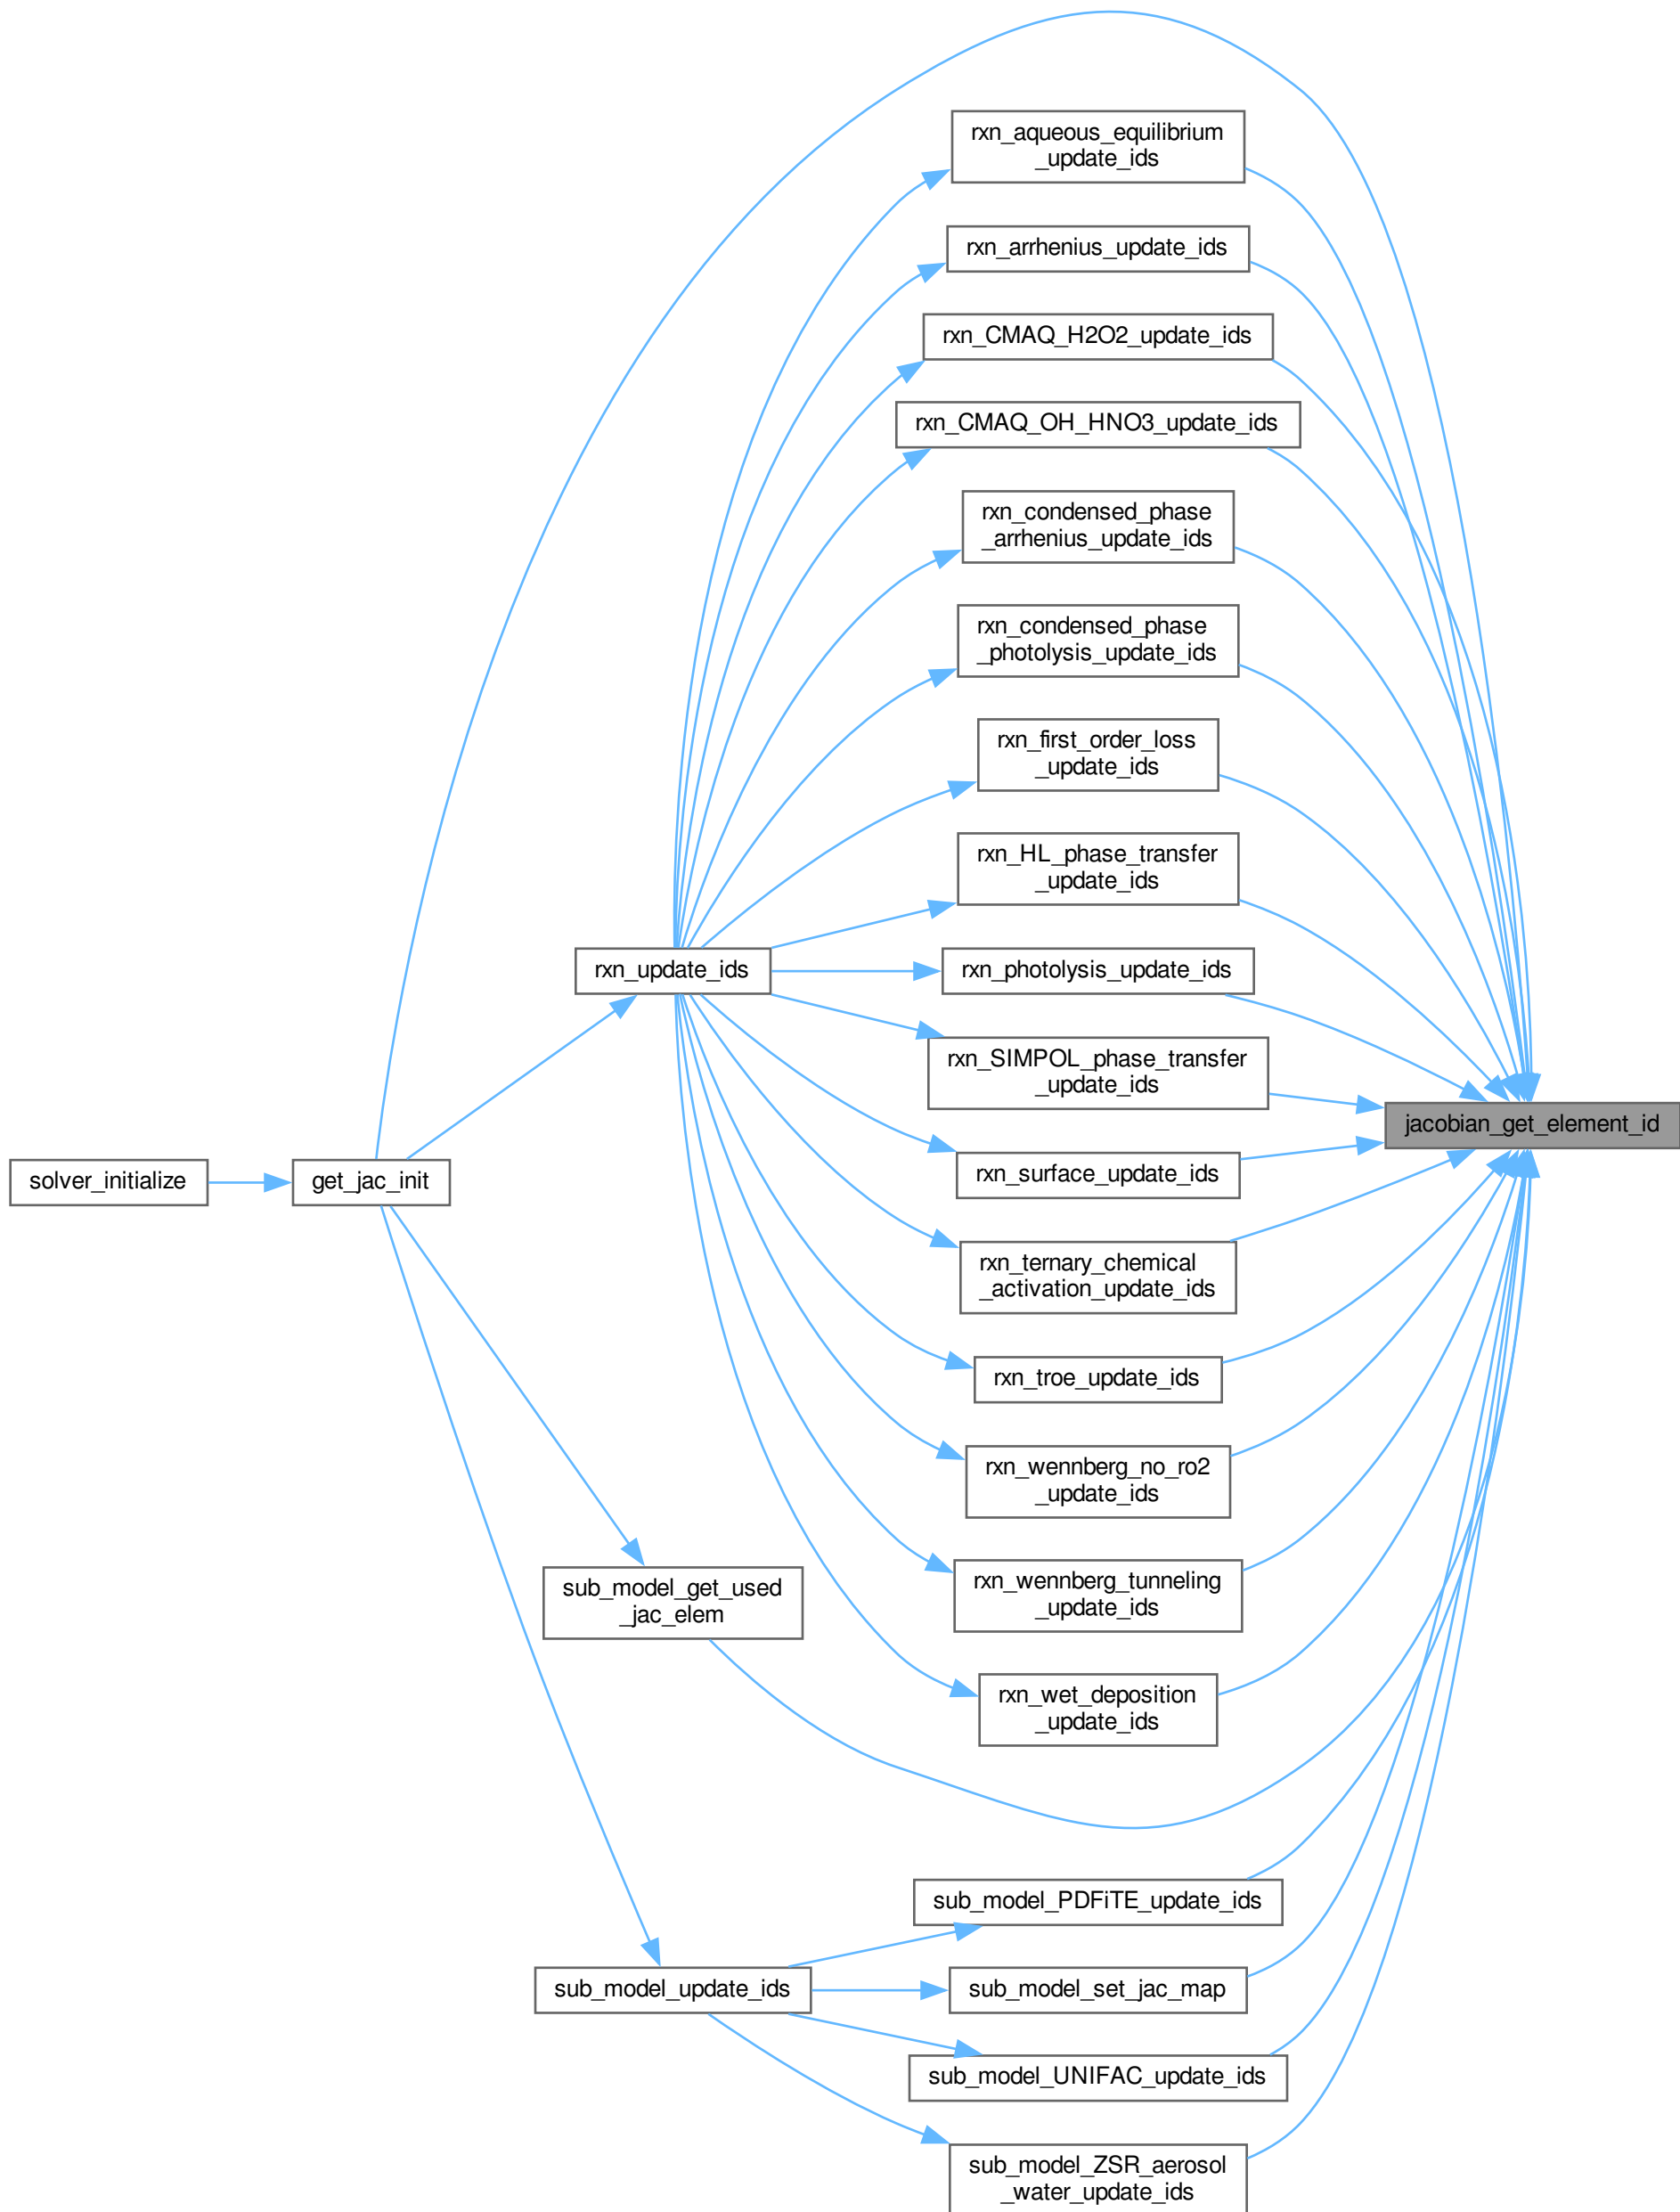 rxn_aqueous_equilibrium
_update_ids
rxn_arrhenius_update_ids
rxn_CMAQ_H2O2_update_ids
rxn_CMAQ_OH_HNO3_update_ids
rxn_condensed_phase
_arrhenius_update_ids
rxn_condensed_phase
_photolysis_update_ids
rxn_first_order_loss
_update_ids
rxn_HL_phase_transfer
_update_ids
rxn_update_ids
rxn_photolysis_update_ids
rxn_SIMPOL_phase_transfer
_update_ids
jacobian_get_element_id
solver_initialize
get_jac_init
rxn_surface_update_ids
rxn_ternary_chemical
_activation_update_ids
rxn_troe_update_ids
rxn_wennberg_no_ro2
_update_ids
rxn_wennberg_tunneling
_update_ids
sub_model_get_used
_jac_elem
rxn_wet_deposition
_update_ids
sub_model_PDFiTE_update_ids
sub_model_update_ids
sub_model_set_jac_map
sub_model_UNIFAC_update_ids
sub_model_ZSR_aerosol
_water_update_ids